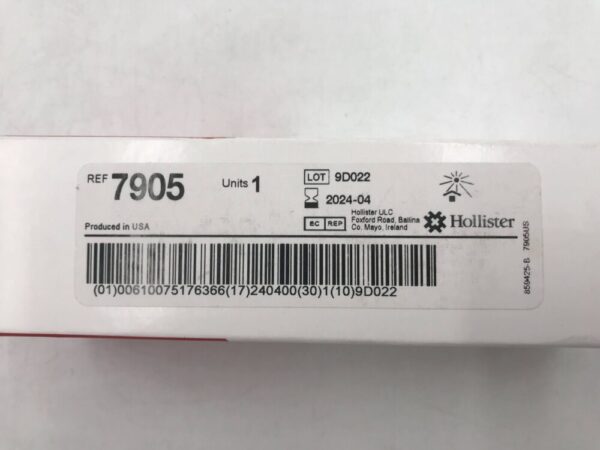 REF 7905
Units 1
LOT 9D022
2024-04
EC REP
Hollister ULC
Foxford Road, Ballina
Co. Mayo, Ireland
Hollister
Produced in USA
(01)00610075176366(17)240400(30)1(10)9D022
859425-B 7905US